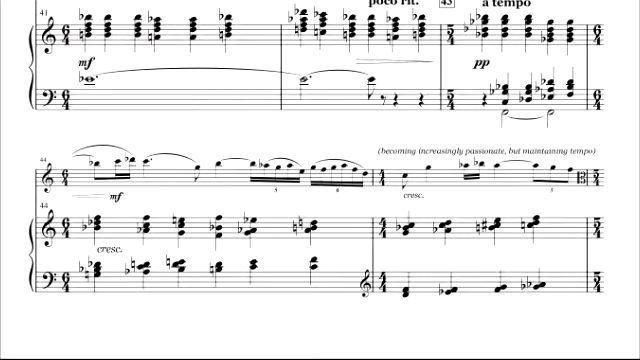 poco rit.
43
a tempo
41
mf
pp
(becoming increasingly passionate, but maintaining tempo)
44
mf
cresc.
44
cresc.